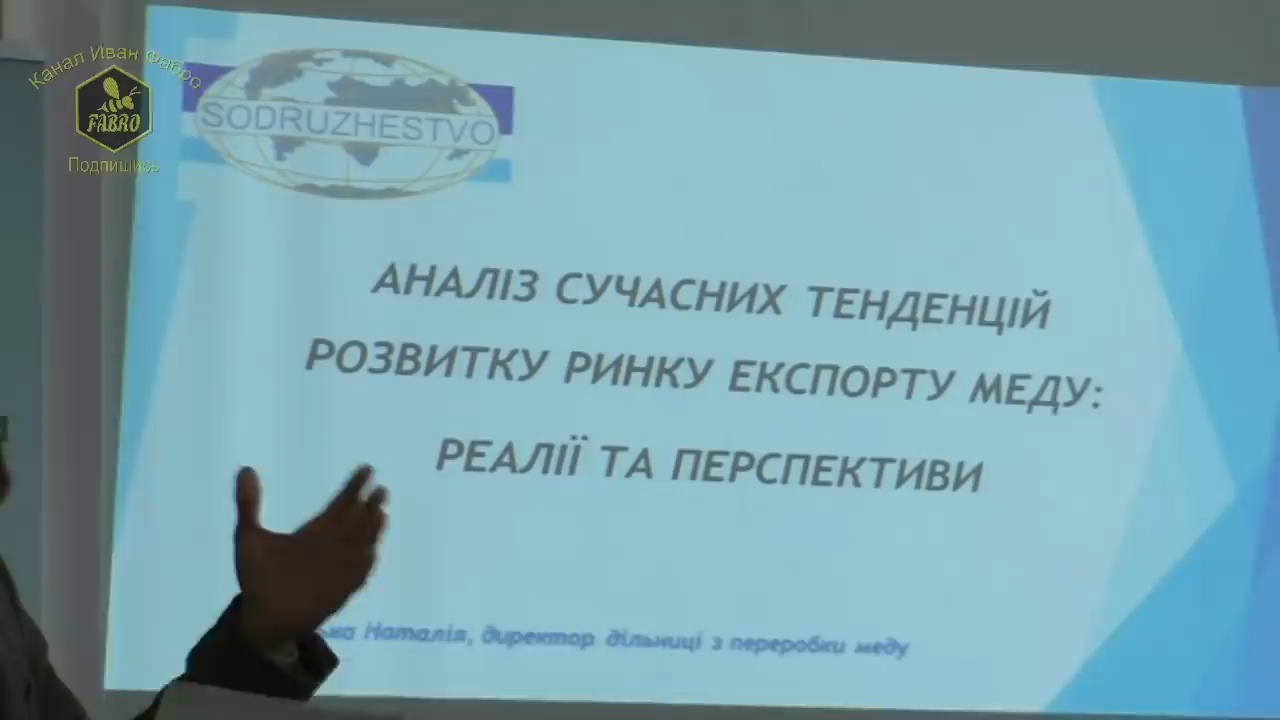 Канал Иван Фабро
FABRO
Подпишись
SODRUZHESTVO
АНАЛІЗ СУЧАСНИХ ТЕНДЕНЦІЙ
РОЗВИТКУ РИНКУ ЕКСПОРТУ МЕДУ:
РЕАЛІЇ ТА ПЕРСПЕКТИВИ
Наталія, директор дільниці з переробки меду